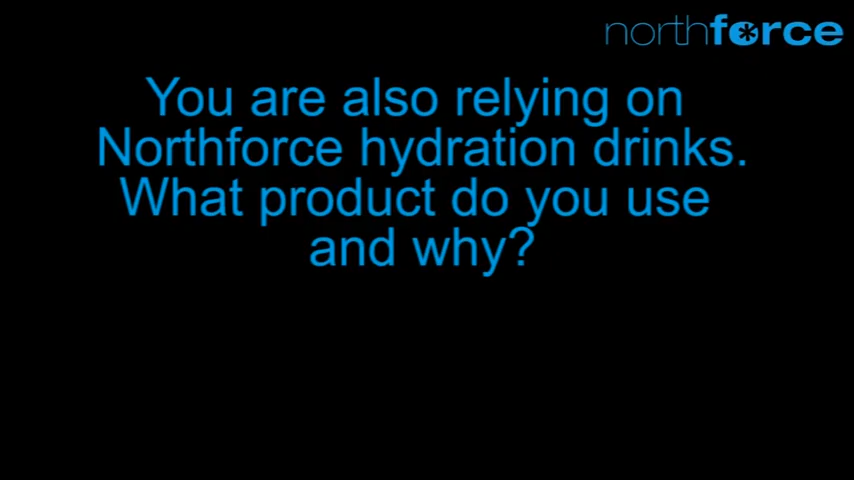 northforce
You are also relying on
Northforce hydration drinks.
What product do you use
and why?